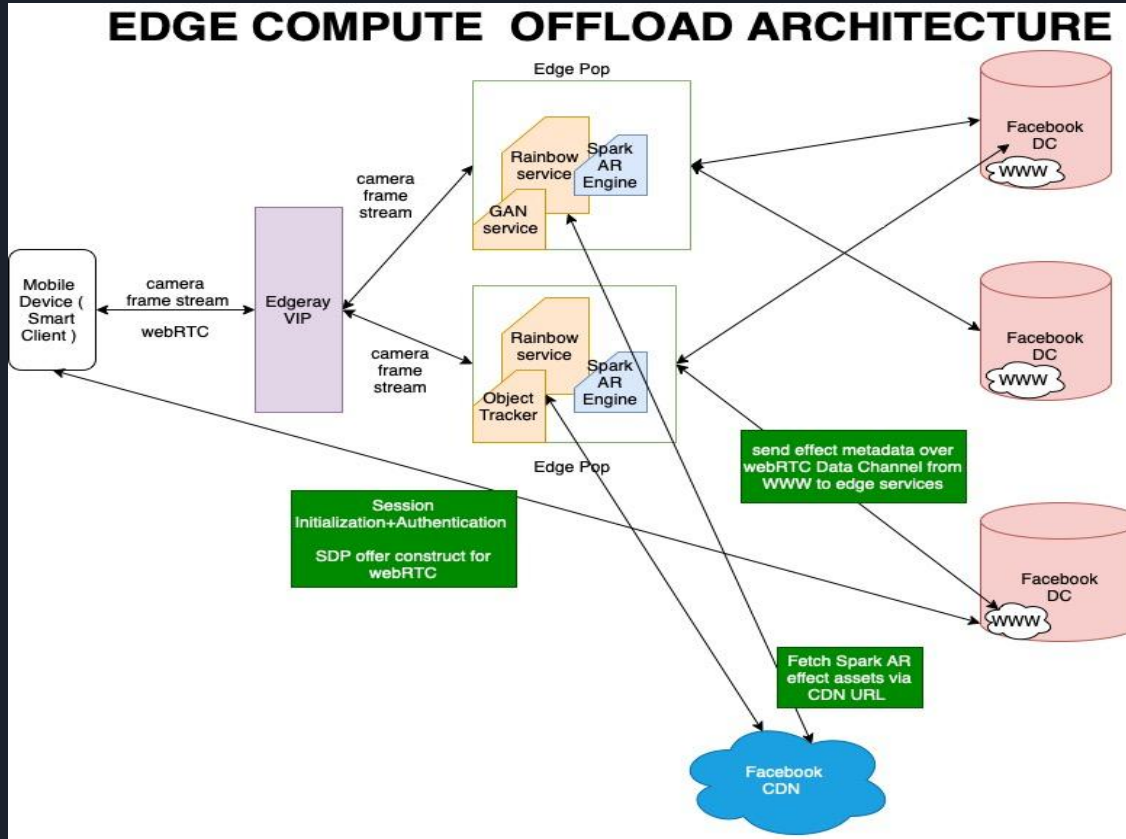 EDGE COMPUTE OFFLOAD ARCHITECTURE
Edge Pop
Rainbow
service
Spark
AR
Engine
GAN
service
camera
frame
stream
Facebook
DC
WWW
Mobile
Device (
Smart
Client )
camera
frame stream
webRTC
Edgeray
VIP
Rainbow
service
Spark
AR
Engine
Object
Tracker
camera
frame
stream
Edge Pop
Facebook
DC
WWW
send effect metadata over
webRTC Data Channel from
WWW to edge services
Session
Initialization+Authentication
SDP offer construct for
webRTC
Facebook
DC
WWW
Fetch Spark AR
effect assets via
CDN URL
Facebook
CDN